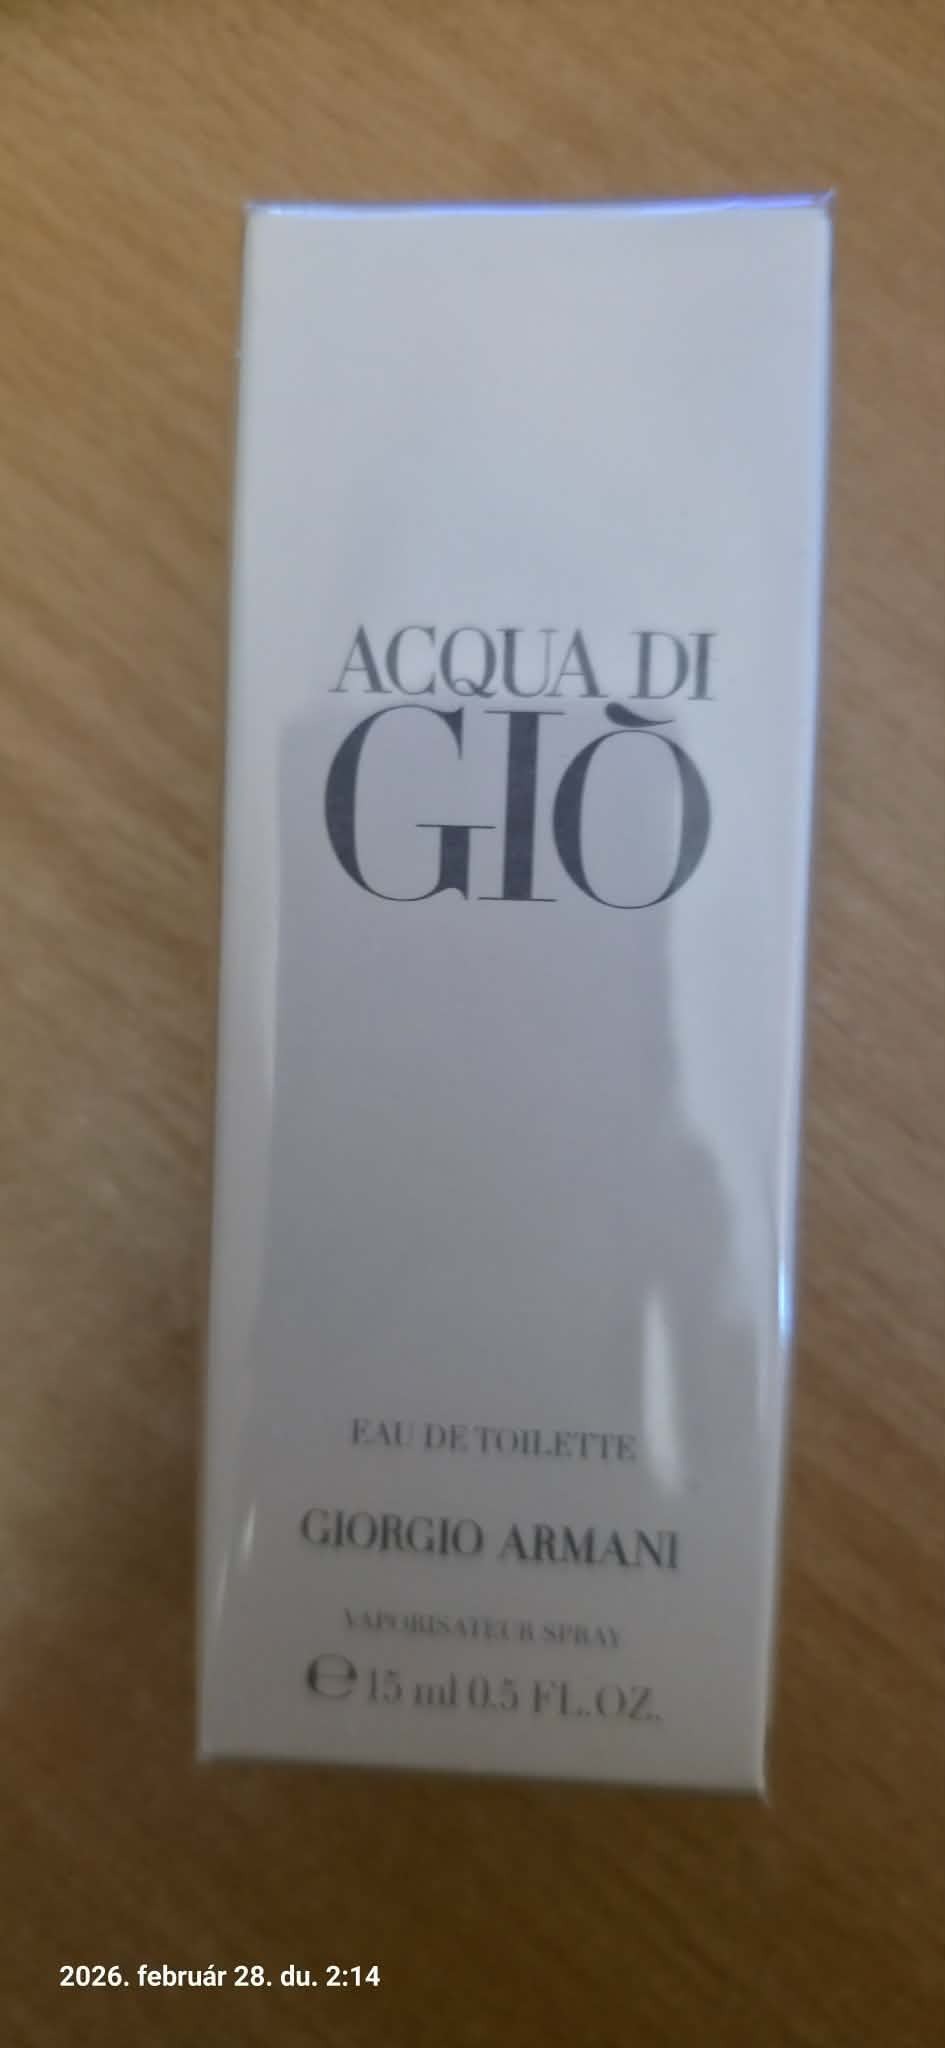 ACQUA DI
GIÒ
EAU DE TOILETTE
GIORGIO ARMANI
VAPORISATEUR SPRAY
℮ 15 ml 0.5 FL.OZ.
2026. február 28. du. 2:14